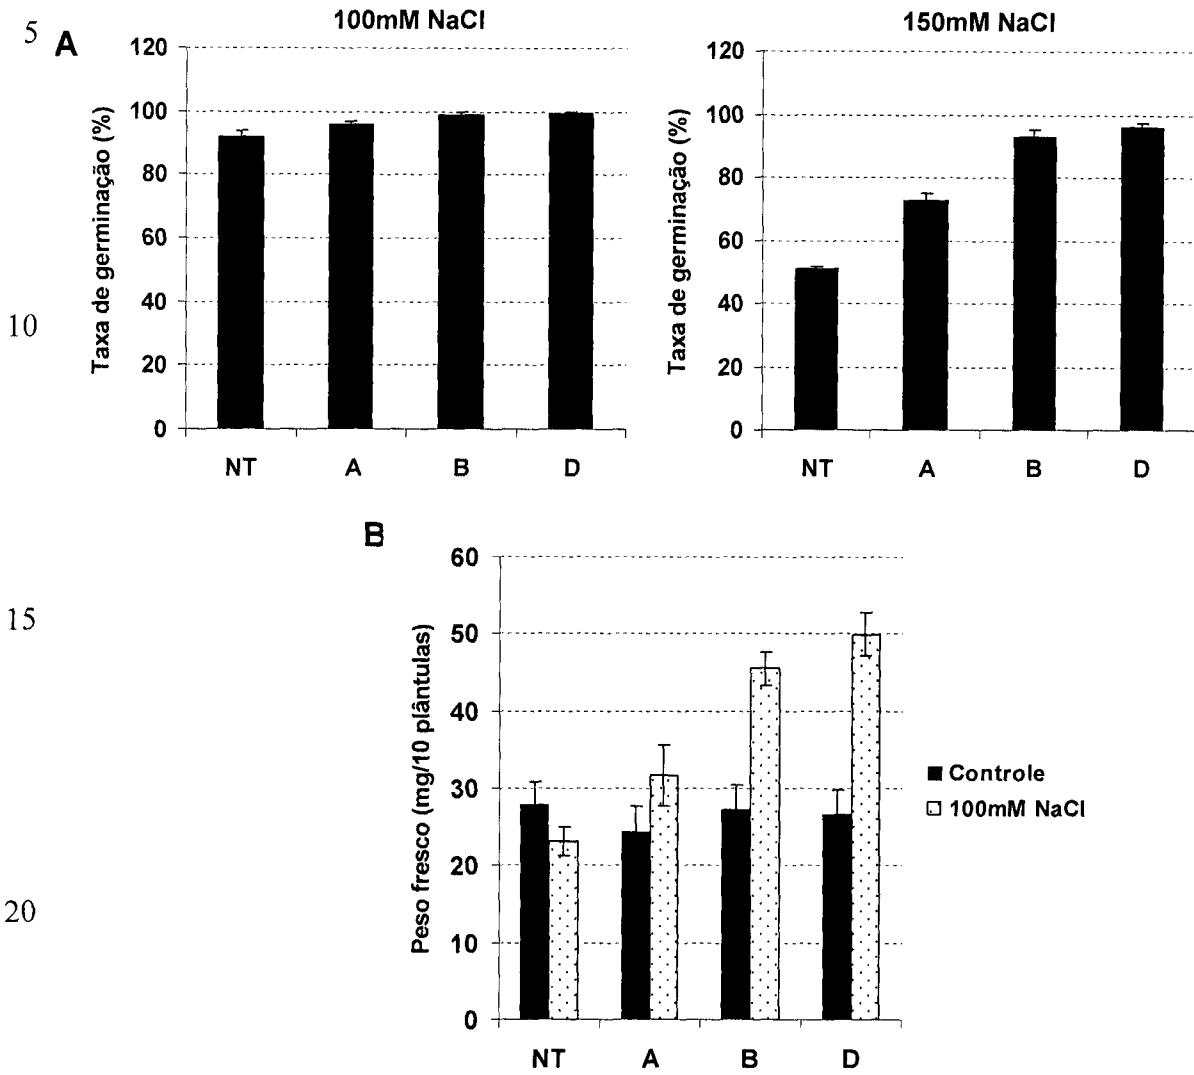 5
A
100mM NaCl
120
100
80
60
40
20
0
Taxa de germinação (%)
NT A B D
150mM NaCl
120
100
80
60
40
20
0
Taxa de germinação (%)
NT A B D
10
B
60
50
40
30
20
10
0
Peso fresco (mg/10 plântulas)
NT A B D
Controle
100mM NaCl
15
20